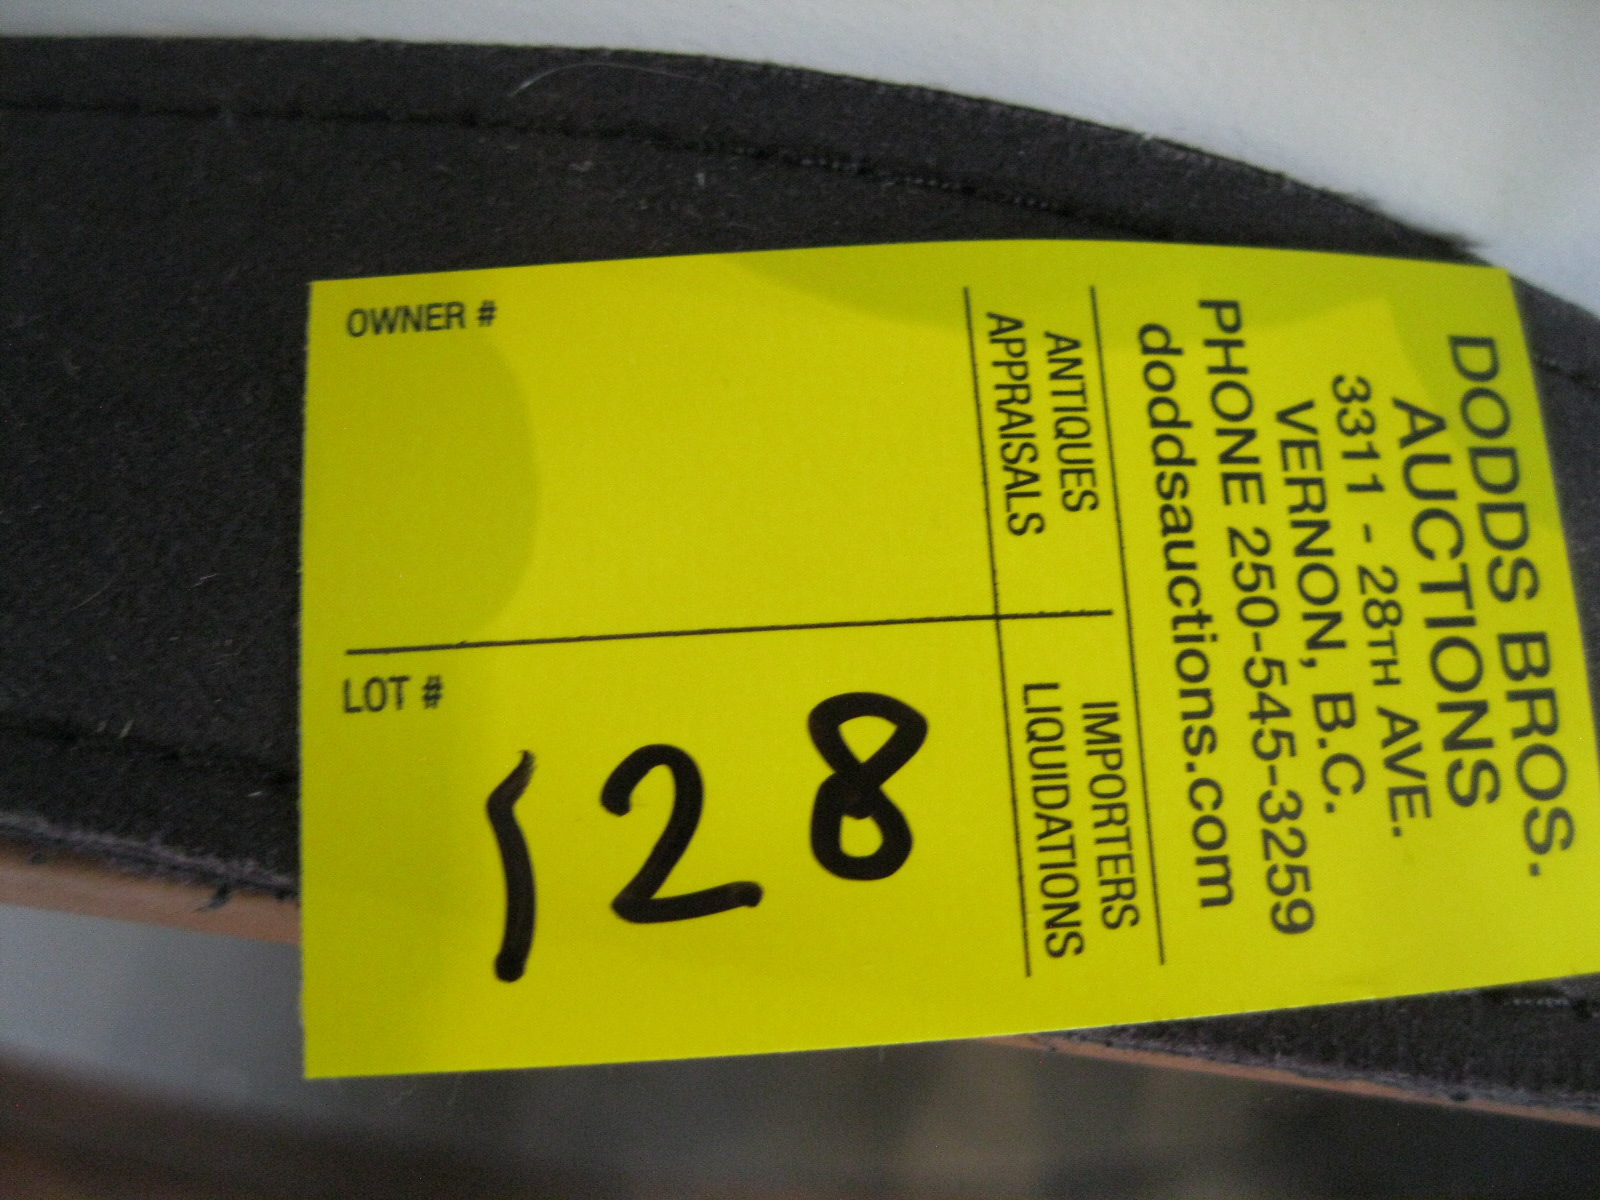 DODDS BROS.
AUCTIONS
3311 - 28TH AVE.
VERNON, B.C.
PHONE 250-545-3259
doddsauctions.com
ANTIQUES
APPRAISALS
IMPORTERS
LIQUIDATIONS
OWNER #
LOT #
128